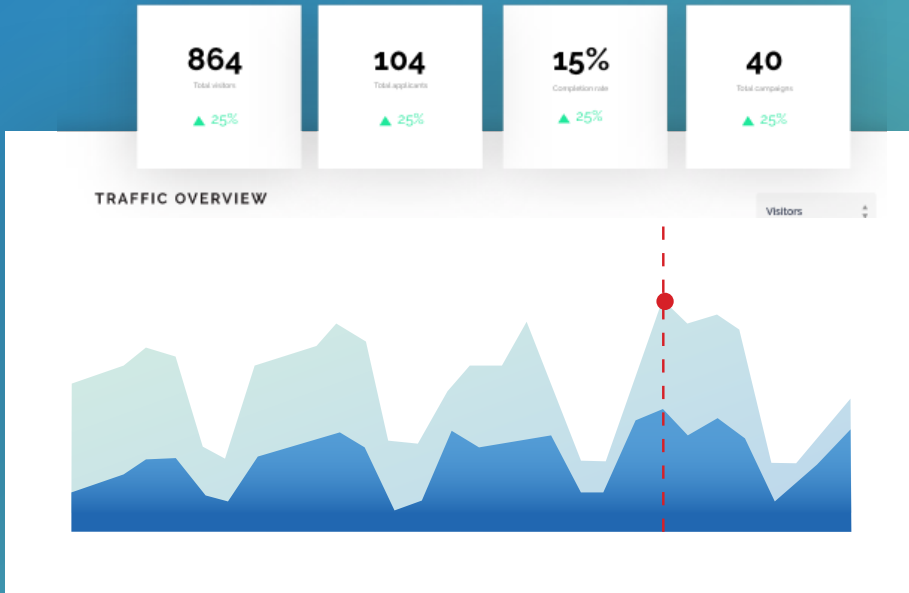 864
Total visitors
25%
104
Total applicants
25%
15%
Completion rate
25%
40
Total campaigns
25%
TRAFFIC OVERVIEW
Visitors